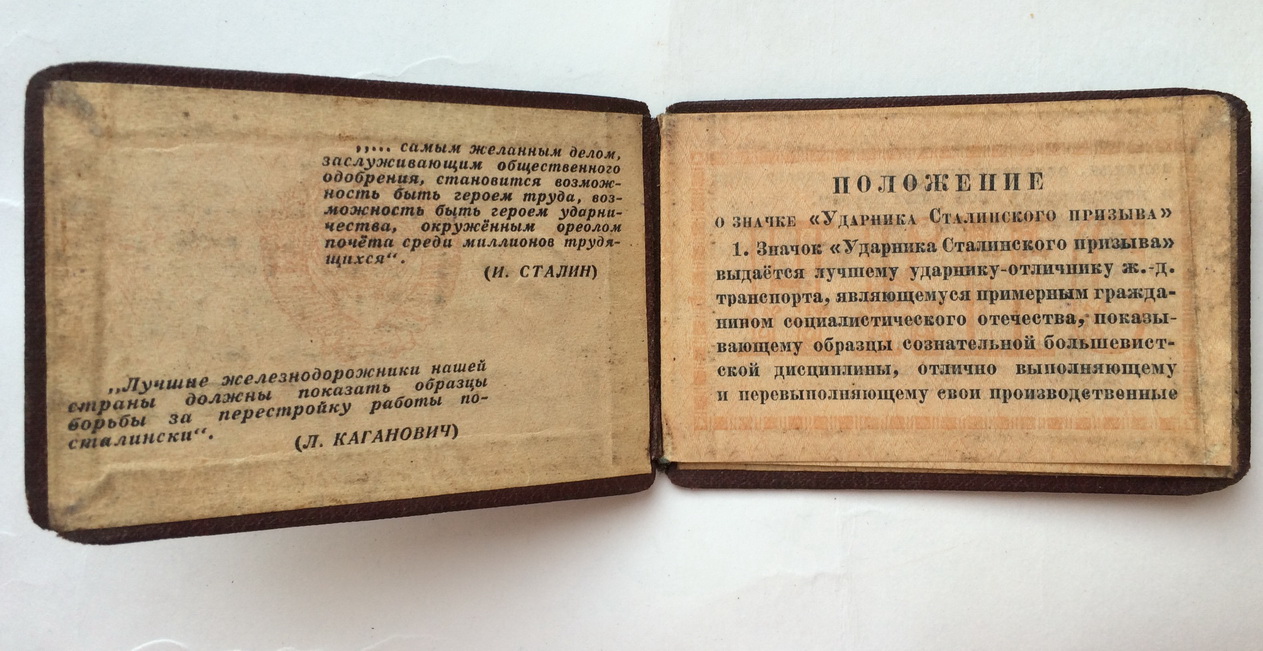 „... самым желанным делом,
заслуживающим общественного
одобрения, становится возмож-
ность быть героем труда, воз-
можность быть героем ударни-
чества, окружённым ореолом
почёта среди миллионов трудя-
щихся“.
(И. СТАЛИН)
„Лучшие железнодорожники нашей
страны должны показать образцы
борьбы за перестройку работы по-
сталински“.
(Л. КАГАНОВИЧ)
ПОЛОЖЕНИЕ
О ЗНАЧКЕ «УДАРНИКА СТАЛИНСКОГО ПРИЗЫВА»
1. Значок «Ударника Сталинского призыва»
выдаётся лучшему ударнику-отличнику ж.-д.
транспорта, являющемуся примерным гражда-
нином социалистического отечества, показы-
вающему образцы сознательной большевист-
ской дисциплины, отлично выполняющему
и перевыполняющему свои производственные